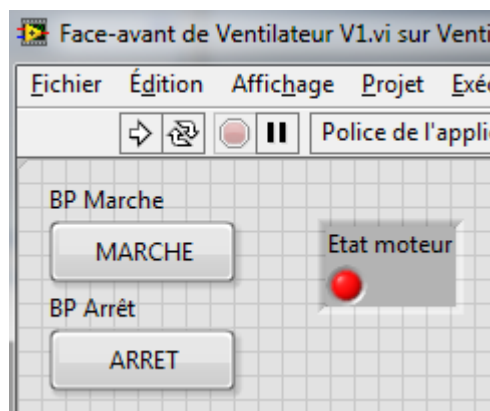 Face-avant de Ventilateur V1.vi sur Venti
Fichier Édition Affichage Projet Exé
Police de l'appli
BP Marche
MARCHE
Etat moteur
BP Arrêt
ARRET